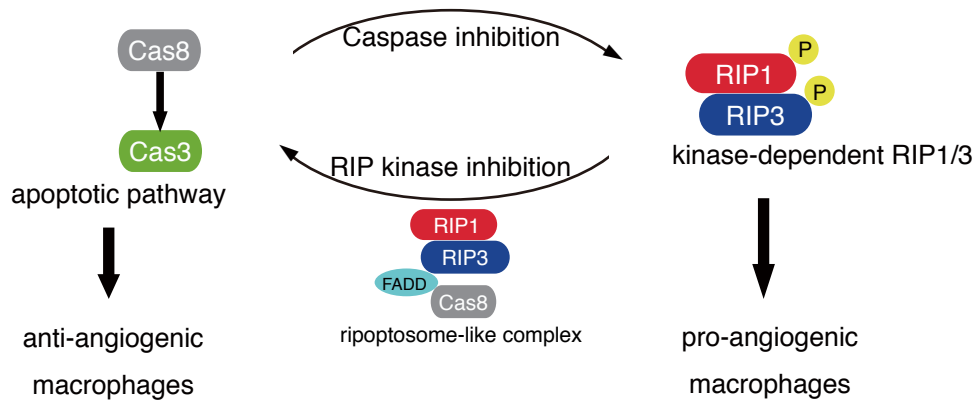 Cas8
Cas3
apoptotic pathway
anti-angiogenic
macrophages
Caspase inhibition
RIP kinase inhibition
RIP1
RIP3
FADD
Cas8
ripoptosome-like complex
P
RIP1
P
RIP3
kinase-dependent RIP1/3
pro-angiogenic
macrophages